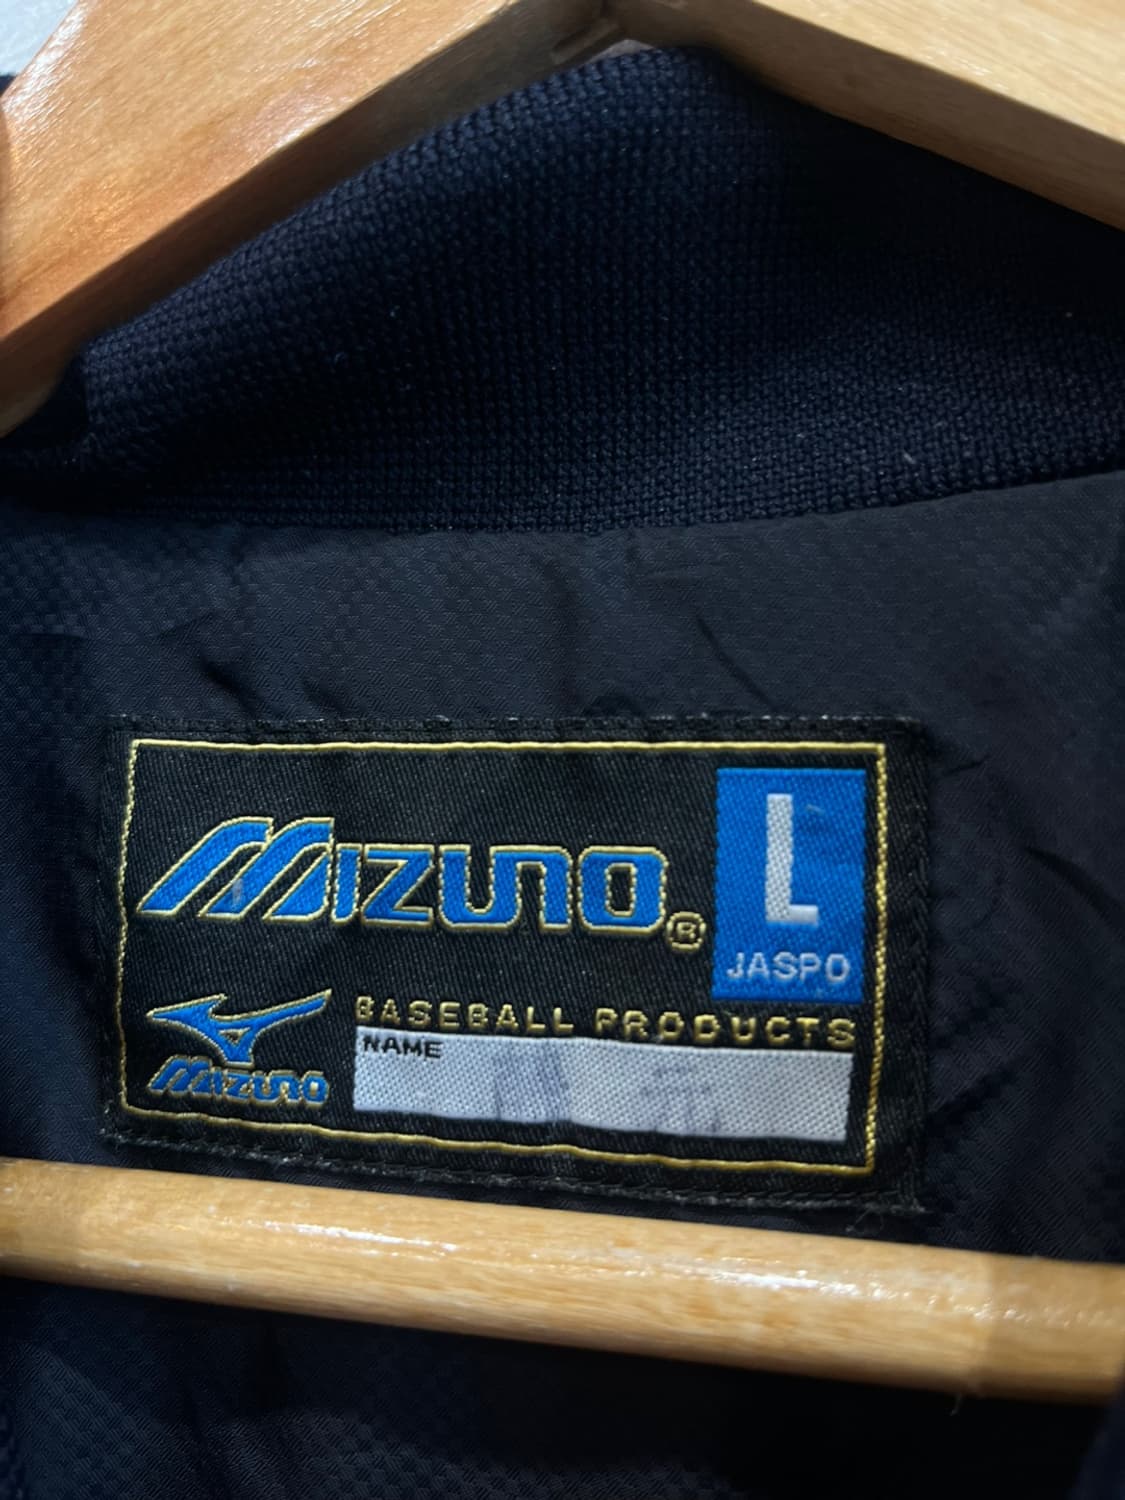 MIZUNO®
L
JASPO
BASEBALL PRODUCTS
MIZUNO
NAME